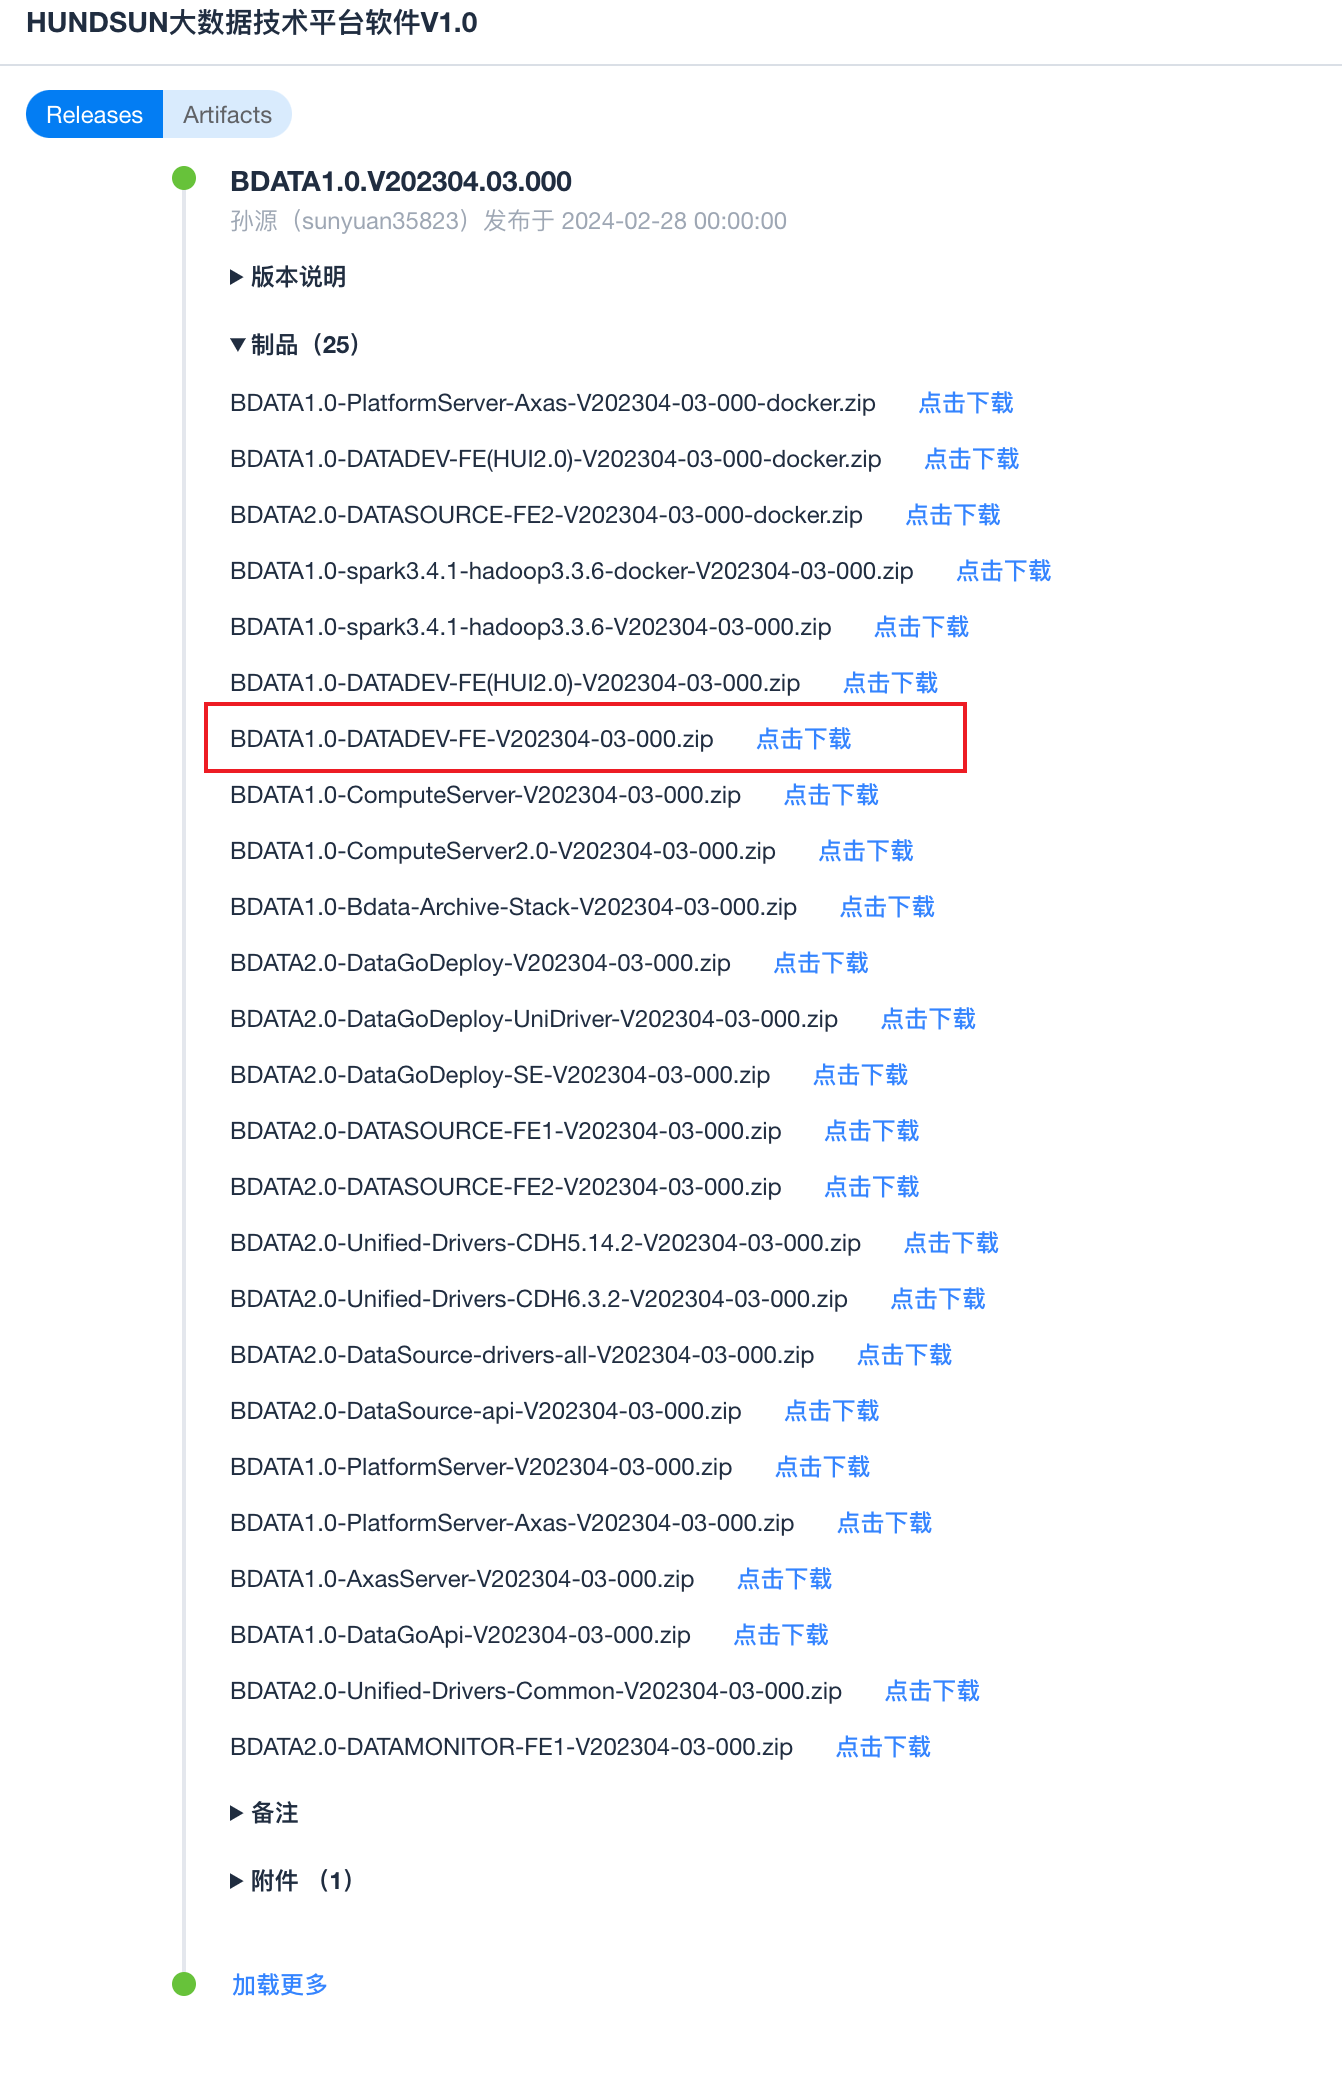 HUNDSUN大数据技术平台软件V1.0
Releases Artifacts
BDATA1.0.V202304.03.000
孙源（sunyuan35823）发布于 2024-02-28 00:00:00
▶ 版本说明
▼ 制品（25）
BDATA1.0-PlatformServer-Axas-V202304-03-000-docker.zip 点击下载
BDATA1.0-DATADEV-FE(HUI2.0)-V202304-03-000-docker.zip 点击下载
BDATA2.0-DATASOURCE-FE2-V202304-03-000-docker.zip 点击下载
BDATA1.0-spark3.4.1-hadoop3.3.6-docker-V202304-03-000.zip 点击下载
BDATA1.0-spark3.4.1-hadoop3.3.6-V202304-03-000.zip 点击下载
BDATA1.0-DATADEV-FE(HUI2.0)-V202304-03-000.zip 点击下载
BDATA1.0-DATADEV-FE-V202304-03-000.zip 点击下载
BDATA1.0-ComputeServer-V202304-03-000.zip 点击下载
BDATA1.0-ComputeServer2.0-V202304-03-000.zip 点击下载
BDATA1.0-Bdata-Archive-Stack-V202304-03-000.zip 点击下载
BDATA2.0-DataGoDeploy-V202304-03-000.zip 点击下载
BDATA2.0-DataGoDeploy-UniDriver-V202304-03-000.zip 点击下载
BDATA2.0-DataGoDeploy-SE-V202304-03-000.zip 点击下载
BDATA2.0-DATASOURCE-FE1-V202304-03-000.zip 点击下载
BDATA2.0-DATASOURCE-FE2-V202304-03-000.zip 点击下载
BDATA2.0-Unified-Drivers-CDH5.14.2-V202304-03-000.zip 点击下载
BDATA2.0-Unified-Drivers-CDH6.3.2-V202304-03-000.zip 点击下载
BDATA2.0-DataSource-drivers-all-V202304-03-000.zip 点击下载
BDATA2.0-DataSource-api-V202304-03-000.zip 点击下载
BDATA1.0-PlatformServer-V202304-03-000.zip 点击下载
BDATA1.0-PlatformServer-Axas-V202304-03-000.zip 点击下载
BDATA1.0-AxasServer-V202304-03-000.zip 点击下载
BDATA1.0-DataGoApi-V202304-03-000.zip 点击下载
BDATA2.0-Unified-Drivers-Common-V202304-03-000.zip 点击下载
BDATA2.0-DATAMONITOR-FE1-V202304-03-000.zip 点击下载
▶ 备注
▶ 附件 （1）
加载更多